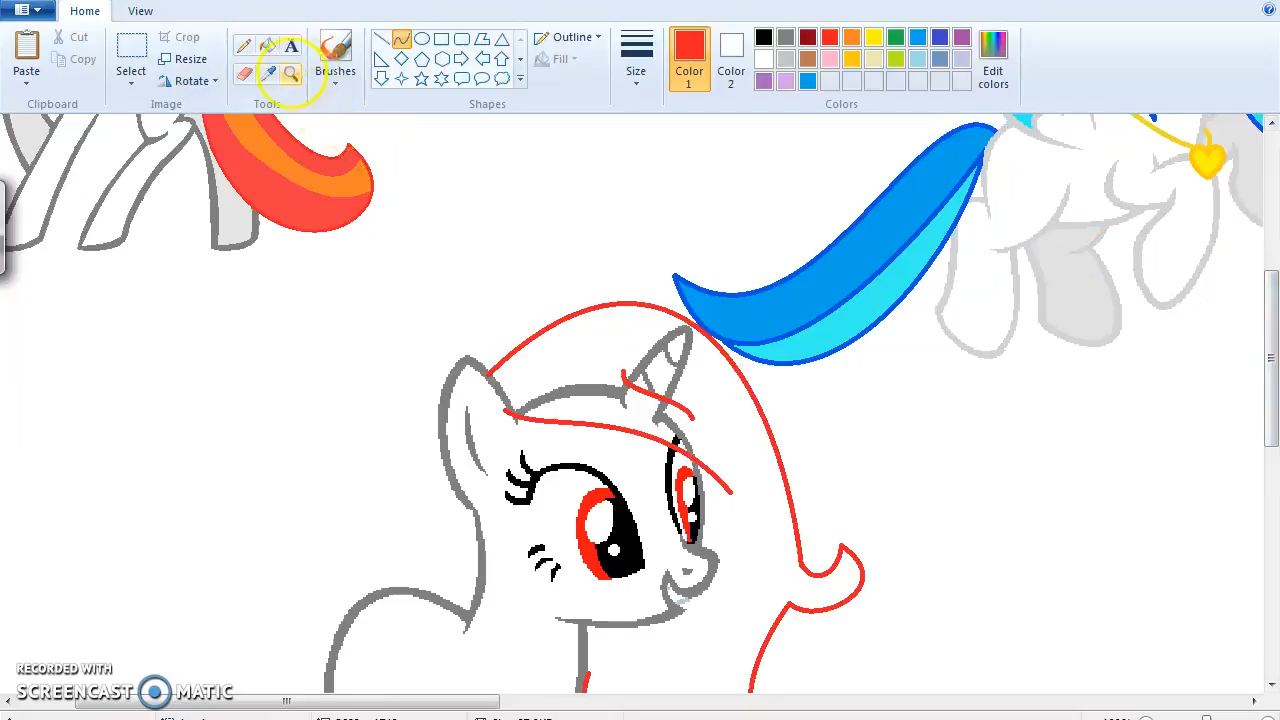 Home View
Paste
Cut
Copy
Clipboard
Select
Crop
Resize
Rotate
Image
A
Tools
Brushes
Shapes
Outline
Fill
Size
Color 1
Color 2
Edit colors
Colors
RECORDED WITH
SCREENCAST MATIC